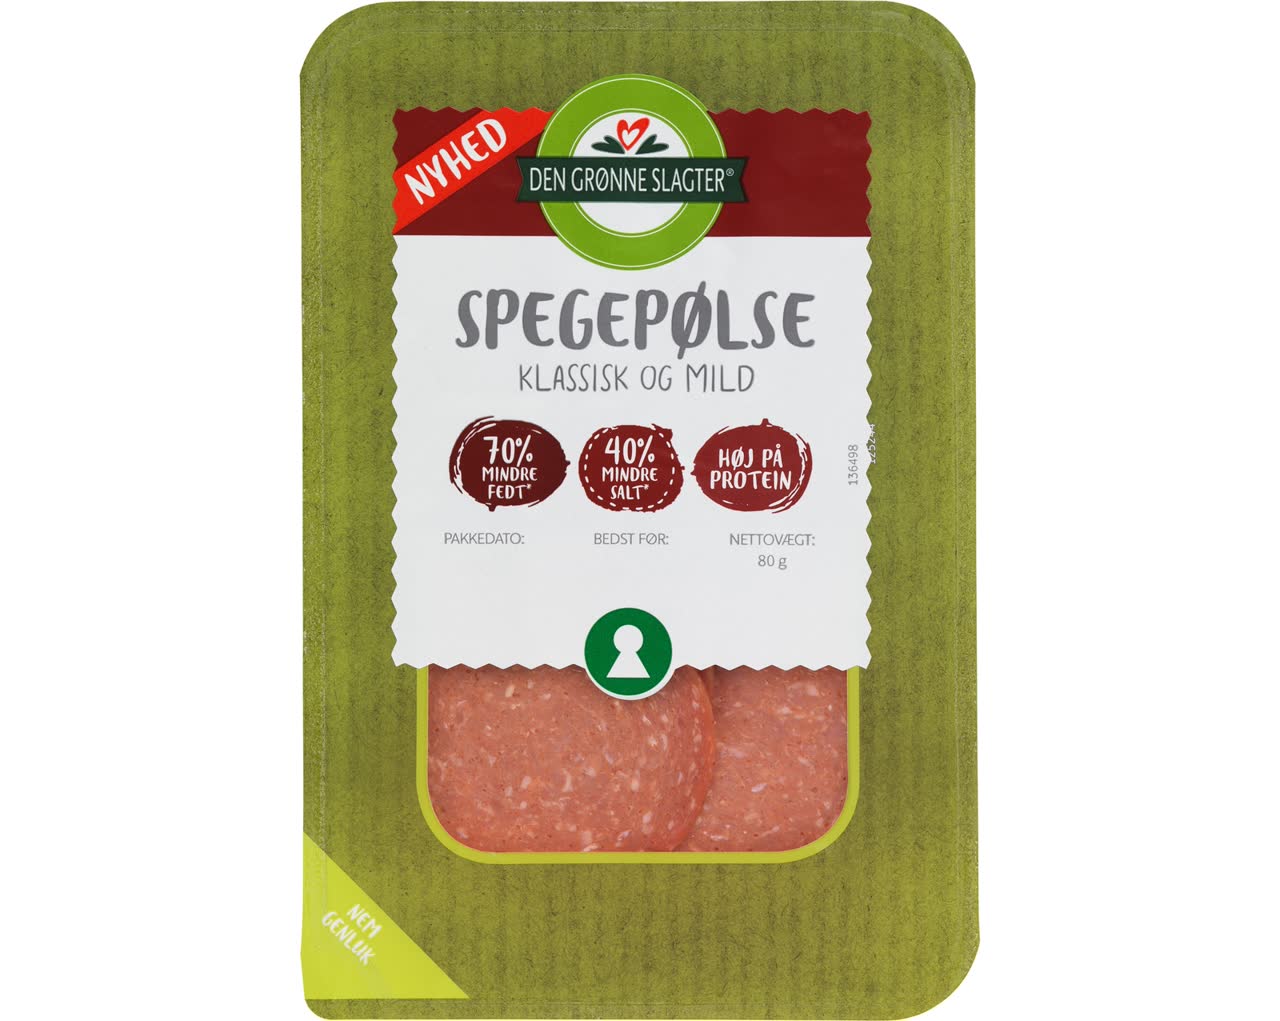 NYHED
DEN GRØNNE SLAGTER®
SPEGEPØLSE
KLASSISK OG MILD
70%
MINDRE
FEDT*
40%
MINDRE
SALT*
HØJ PÅ
PROTEIN
136498
PAKKEDATO:
BEDST FØR:
NETTOVÆGT:
80 g
NEM
GENLUK